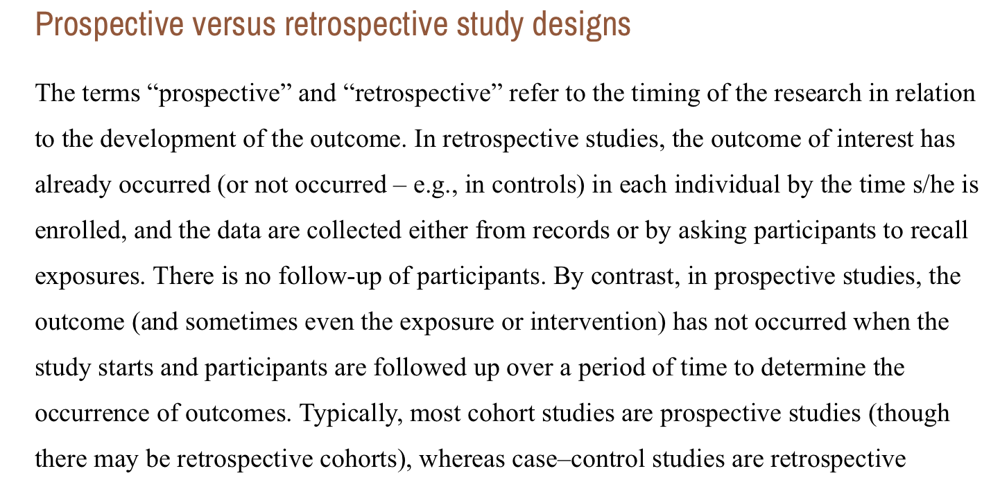 Prospective versus retrospective study designs
The terms “prospective” and “retrospective” refer to the timing of the research in relation
to the development of the outcome. In retrospective studies, the outcome of interest has
already occurred (or not occurred – e.g., in controls) in each individual by the time s/he is
enrolled, and the data are collected either from records or by asking participants to recall
exposures. There is no follow-up of participants. By contrast, in prospective studies, the
outcome (and sometimes even the exposure or intervention) has not occurred when the
study starts and participants are followed up over a period of time to determine the
occurrence of outcomes. Typically, most cohort studies are prospective studies (though
there may be retrospective cohorts), whereas case–control studies are retrospective